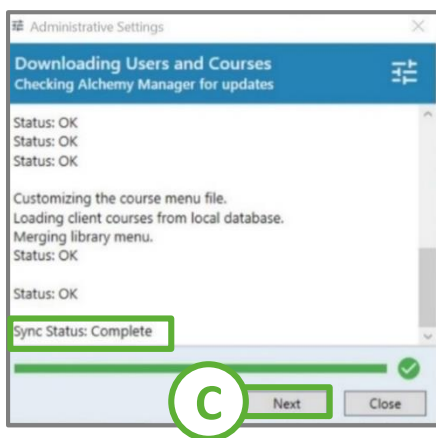 Administrative Settings
Downloading Users and Courses
Checking Alchemy Manager for updates
Status: OK
Status: OK
Status: OK
Customizing the course menu file.
Loading client courses from local database.
Merging library menu.
Status: OK
Status: OK
Sync Status: Complete
C
Next
Close